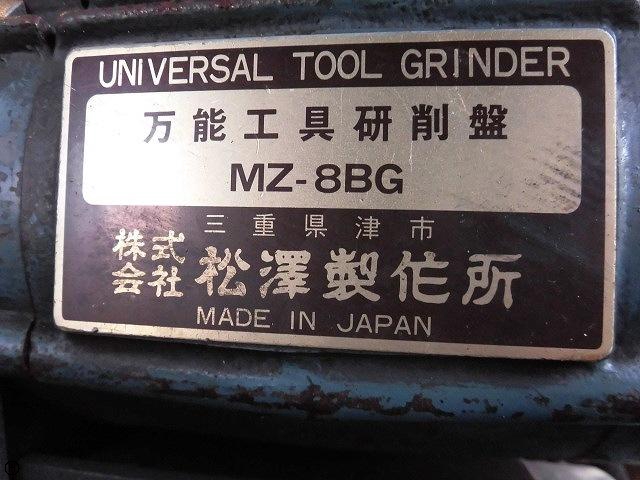 UNIVERSAL TOOL GRINDER
万能工具研削盤
MZ-8BG
三重県津市
株式会社 松澤製作所
MADE IN JAPAN